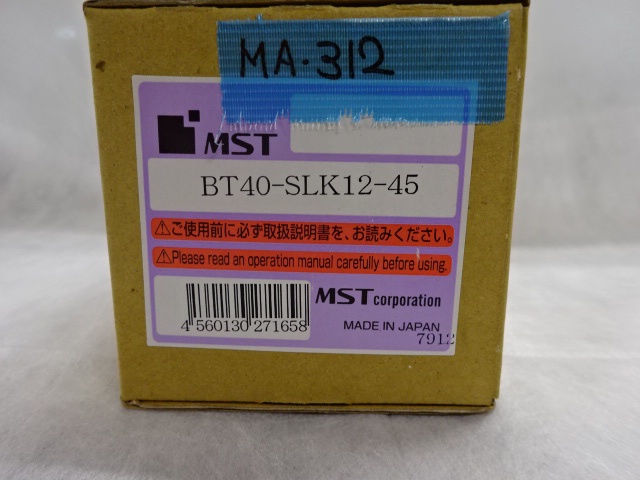 MA-312
MST
BT40-SLK12-45
⚠ご使用前に必ず取扱説明書を、お読みください。
⚠Please read an operation manual carefully before using.
4 560130 271658
MST corporation
MADE IN JAPAN
7912